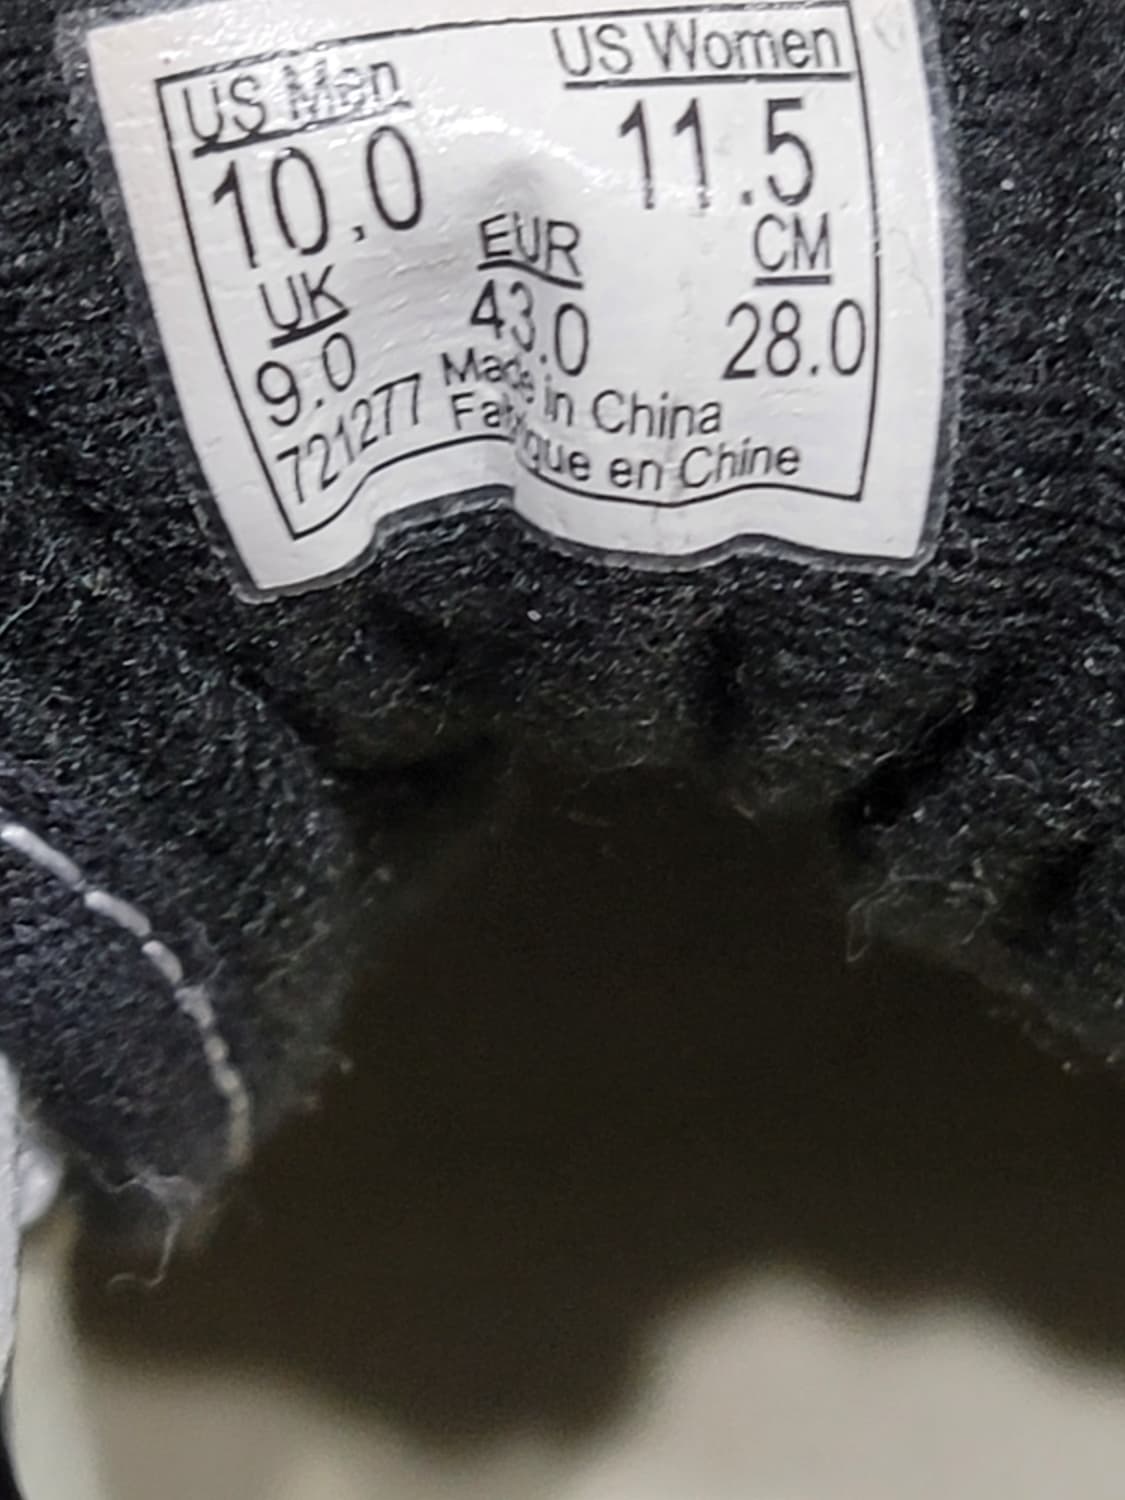 US Men US Women
10.0 11.5
UK EUR CM
9.0 43.0 28.0
721277 Made in China
Fabrique en Chine